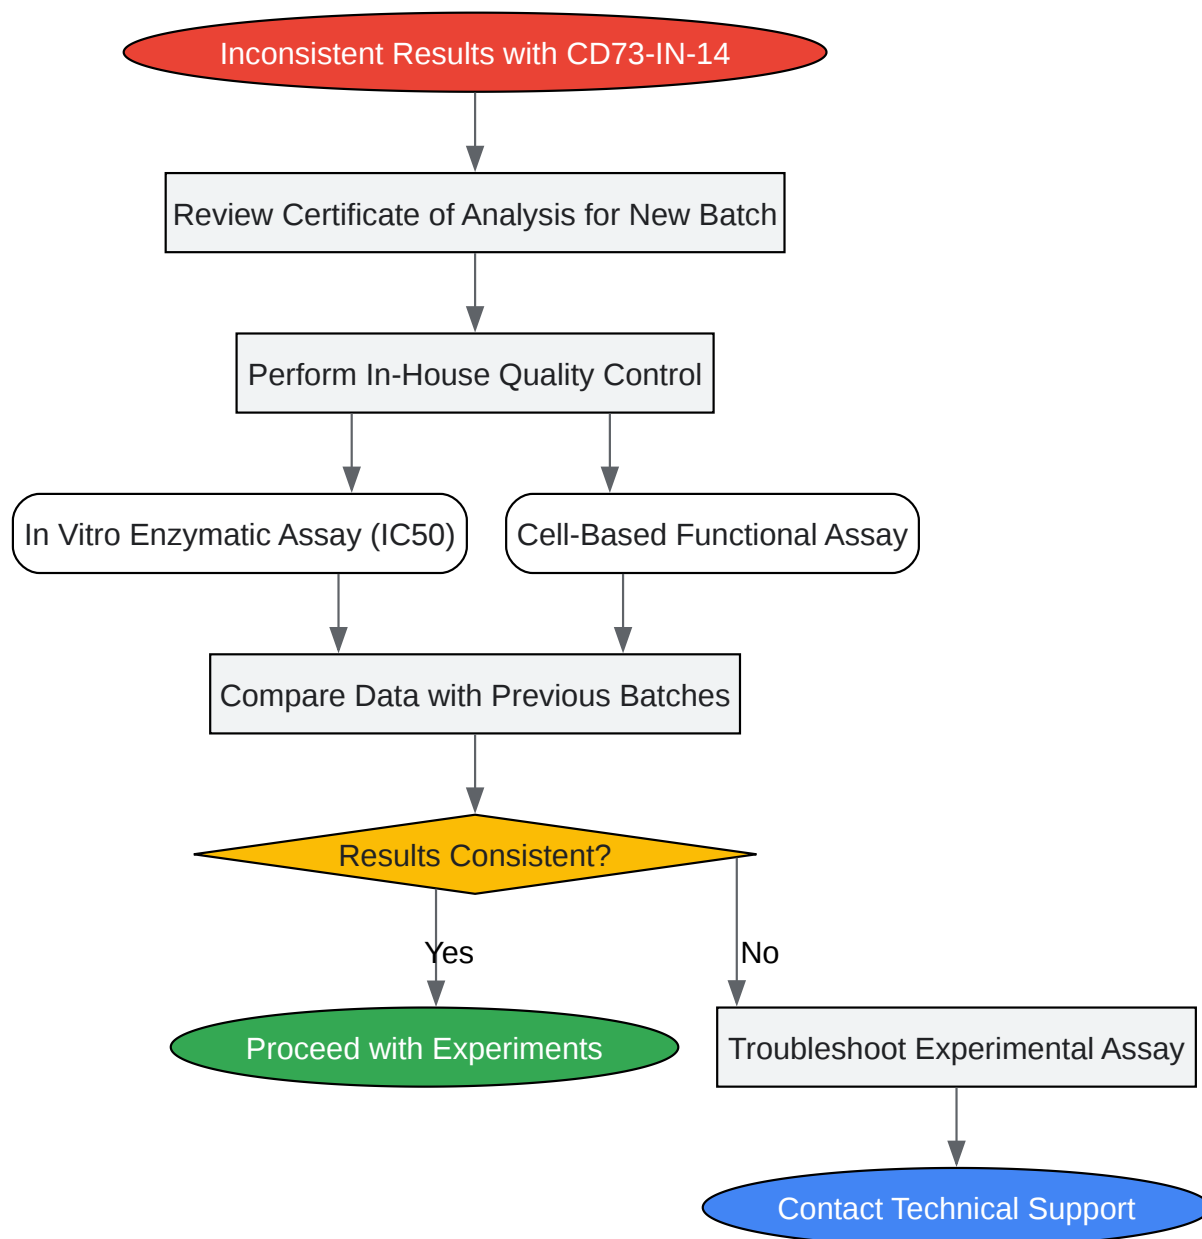 Inconsistent Results with CD73-IN-14
Review Certificate of Analysis for New Batch
Perform In-House Quality Control
In Vitro Enzymatic Assay (IC50)
Cell-Based Functional Assay
Compare Data with Previous Batches
Results Consistent?
Yes
No
Proceed with Experiments
Troubleshoot Experimental Assay
Contact Technical Support